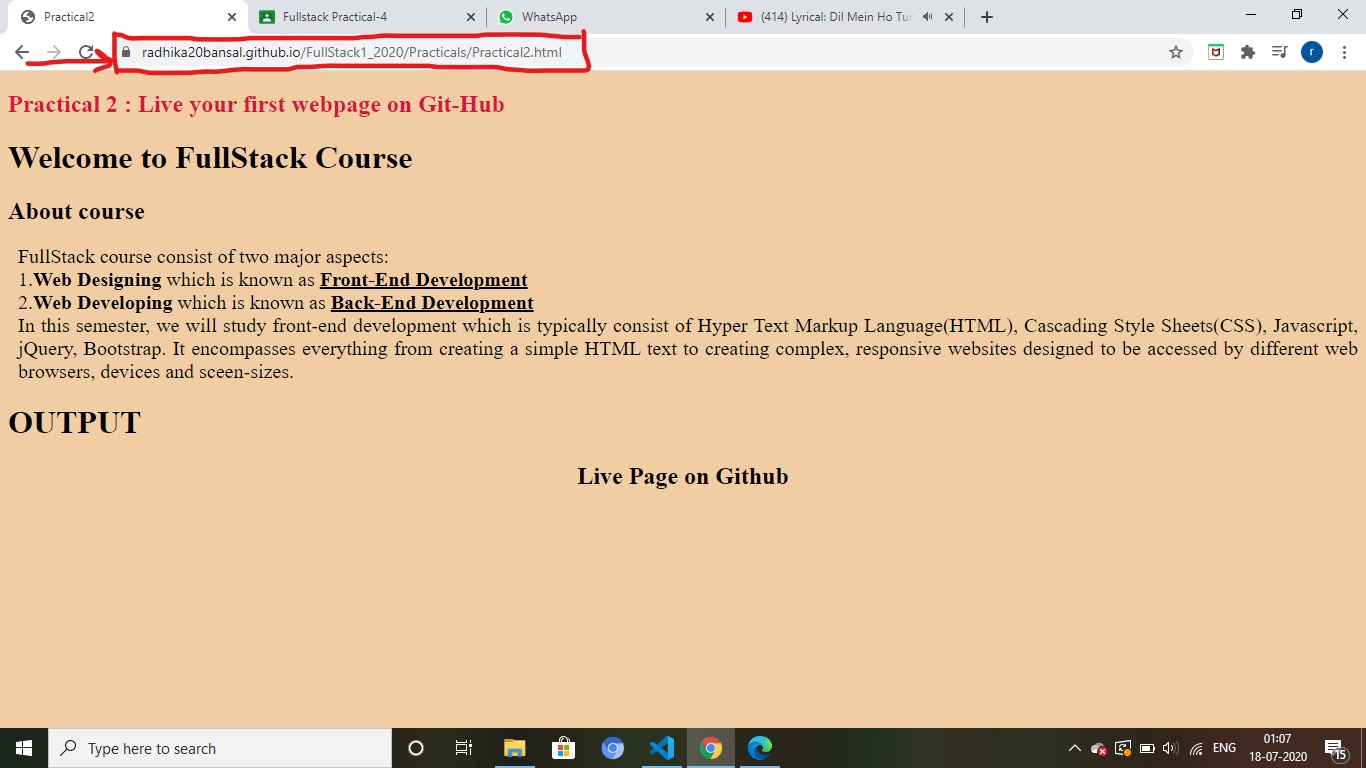 Practical2
Fullstack Practical-4
WhatsApp
(414) Lyrical: Dil Mein Ho Tum
radhika20bansal.github.io/FullStack1_2020/Practicals/Practical2.html
r
Practical 2 : Live your first webpage on Git-Hub
Welcome to FullStack Course
About course
FullStack course consist of two major aspects:
1.Web Designing which is known as Front-End Development
2.Web Developing which is known as Back-End Development
In this semester, we will study front-end development which is typically consist of Hyper Text Markup Language(HTML), Cascading Style Sheets(CSS), Javascript,
jQuery, Bootstrap. It encompasses everything from creating a simple HTML text to creating complex, responsive websites designed to be accessed by different web
browsers, devices and sceen-sizes.
OUTPUT
Live Page on Github
Type here to search
ENG
01:07
18-07-2020
15